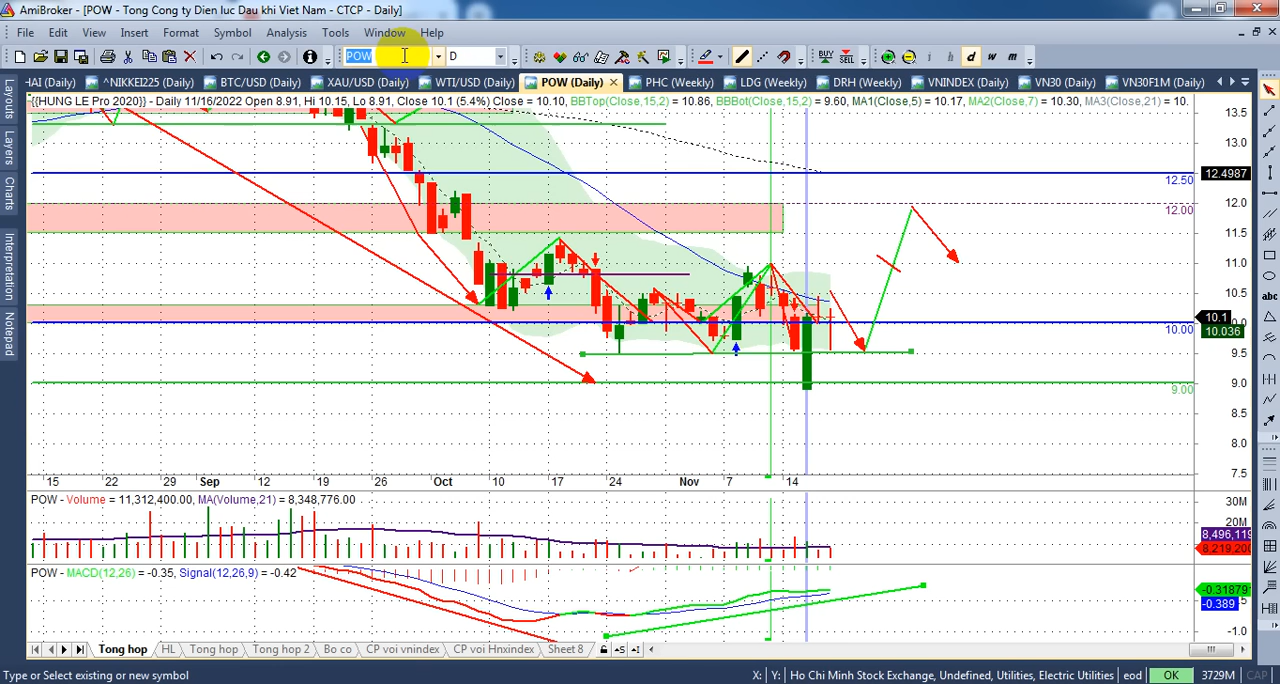 AmiBroker - [POW - Tong Cong ty Dien luc Dau khi Viet Nam - CTCP - Daily]
File Edit View Insert Format Symbol Analysis Tools Window Help
POW D BUY SELL i h d w m
HAI (Daily) ^NIKKEI225 (Daily) BTC/USD (Daily) XAU/USD (Daily) WTI/USD (Daily) POW (Daily) PHC (Weekly) LDG (Weekly) DRH (Weekly) VNINDEX (Daily) VN30 (Daily) VN30F1M (Daily)
{{HUNG LE Pro 2020}} - Daily 11/16/2022 Open 8.91, Hi 10.15, Lo 8.91, Close 10.1 (5.4%) Close = 10.10, BBTop(Close,15,2) = 10.86, BBBot(Close,15,2) = 9.60, MA1(Close,5) = 10.17, MA2(Close,7) = 10.30, MA3(Close,21) = 10.
Layouts
Layers
Charts
Interpretation
Notepad
13.5
13.0
12.4987
12.50
12.0
12.00
11.5
11.0
10.5
10.1
10.0
10.036
10.00
9.5
9.0
9.00
8.5
8.0
7.5
abc
15 22 Sep 12 19 26 Oct 10 17 24 Nov 7 14
POW - Volume = 11,312,400.00, MA(Volume,21) = 8,348,776.00
30M
20M
8,496,119
8,219,200
POW - MACD(12,26) = -0.35, Signal(12,26,9) = -0.42
-0.31879
-0.389
-1.0
Tong hop HL Tong hop Tong hop 2 Bo co CP voi vnindex CP voi Hnxindex Sheet 8
Type or Select existing or new symbol X: Y: Ho Chi Minh Stock Exchange, Undefined, Utilities, Electric Utilities eod OK 3729M CAP